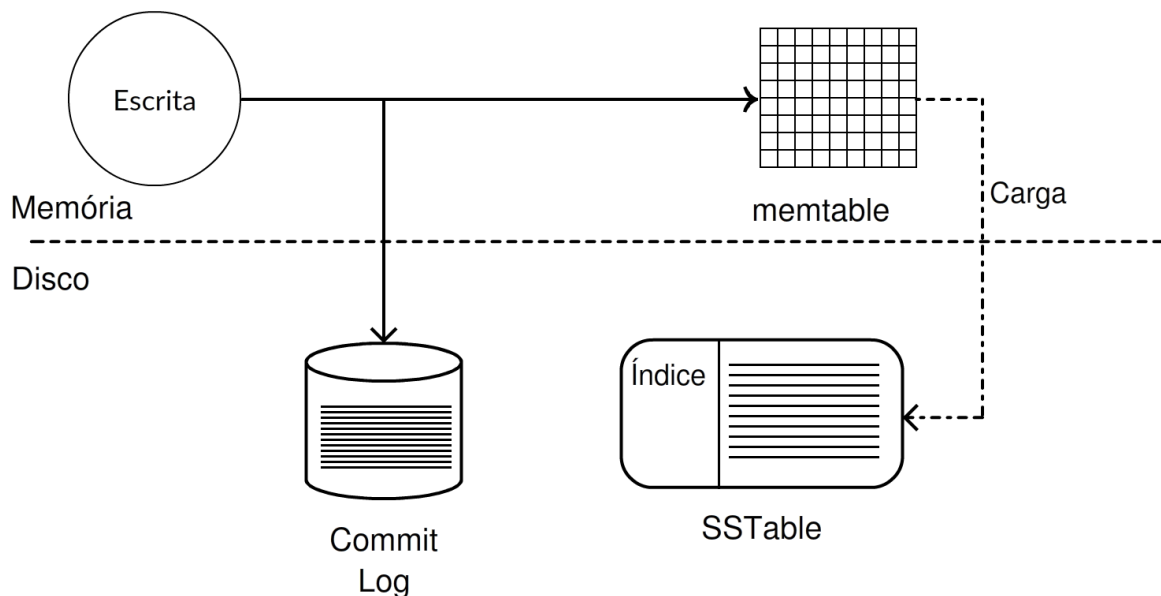 Escrita
Memória
memtable
Carga
Disco
Índice
Commit
Log
SSTable